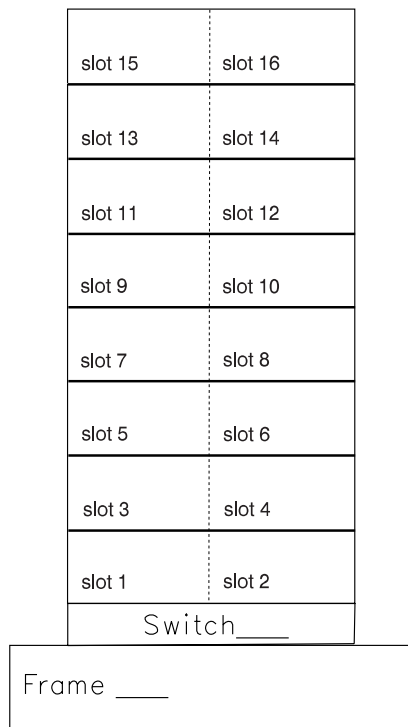 slot 15 slot 16
slot 13 slot 14
slot 11 slot 12
slot 9 slot 10
slot 7 slot 8
slot 5 slot 6
slot 3 slot 4
slot 1 slot 2
Switch___
Frame ___